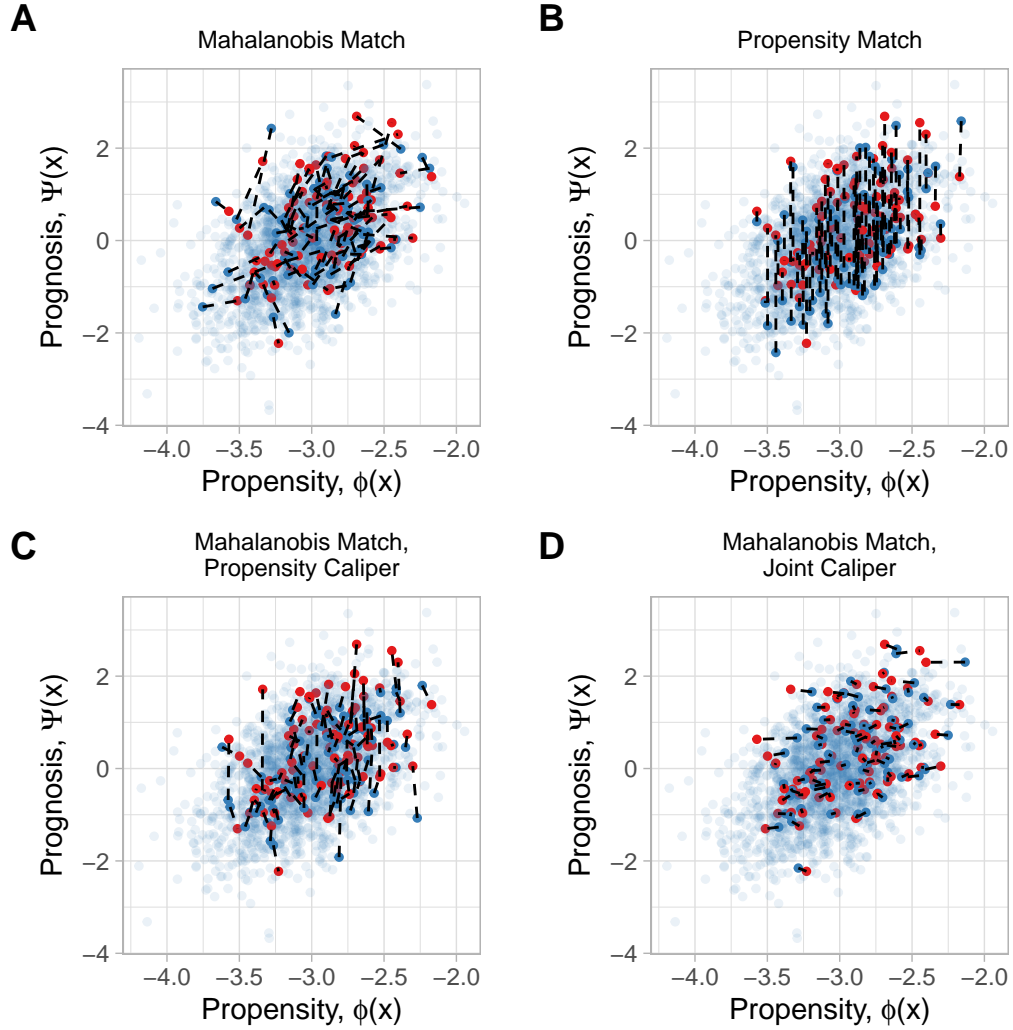 A
Mahalanobis Match
Prognosis, Ψ(x)
2
0
−2
−4
−4.0 −3.5 −3.0 −2.5 −2.0
Propensity, ϕ(x)
B
Propensity Match
Prognosis, Ψ(x)
2
0
−2
−4
−4.0 −3.5 −3.0 −2.5 −2.0
Propensity, ϕ(x)
C
Mahalanobis Match,
Propensity Caliper
Prognosis, Ψ(x)
2
0
−2
−4
−4.0 −3.5 −3.0 −2.5 −2.0
Propensity, ϕ(x)
D
Mahalanobis Match,
Joint Caliper
Prognosis, Ψ(x)
2
0
−2
−4
−4.0 −3.5 −3.0 −2.5 −2.0
Propensity, ϕ(x)